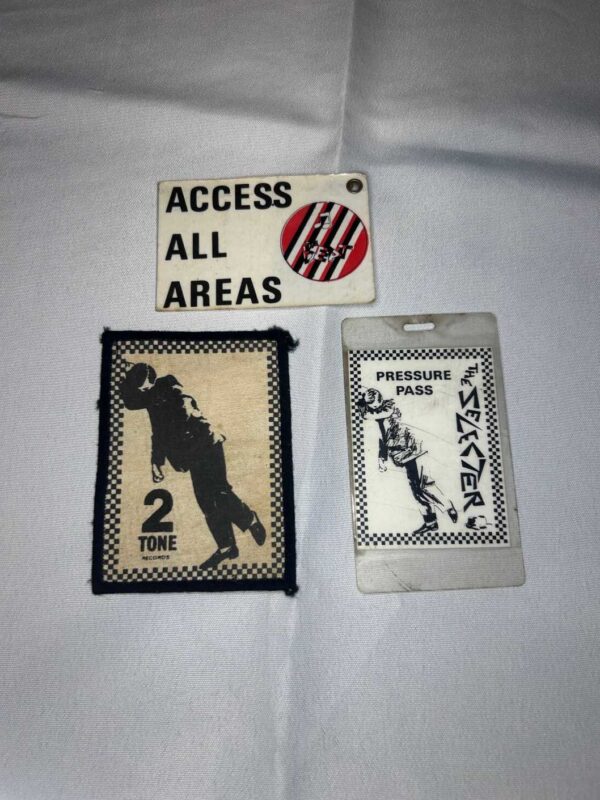 ACCESS
ALL
AREAS
BEAT
2
TONE
RECORDS
PRESSURE
PASS
THE SELECTER